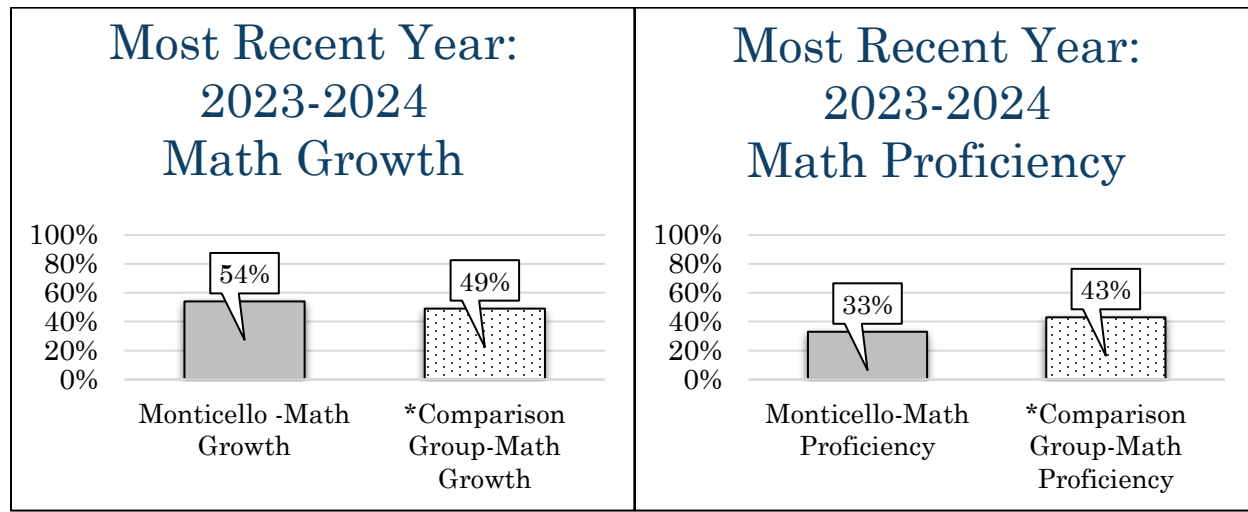 Most Recent Year:
2023-2024
Math Growth
100%
80%
60%
40%
20%
0%
54%
49%
Monticello -Math
Growth
*Comparison
Group-Math
Growth
Most Recent Year:
2023-2024
Math Proficiency
100%
80%
60%
40%
20%
0%
33%
43%
Monticello-Math
Proficiency
*Comparison
Group-Math
Proficiency